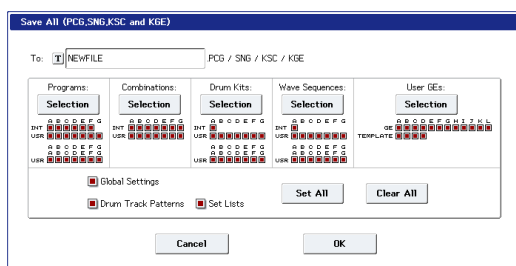 Save All (PCG,SNG,KSC and KGE)
To: T NEWFILE .PCG / SNG / KSC / KGE
Programs: Combinations: Drum Kits: Wave Sequences: User GEs:
Selection Selection Selection Selection Selection
A B C D E F G A B C D E F G A B C D E F G A B C D E F G A B C D E F G H I J K L
INT INT INT INT GE
USR USR USR USR TEMPLATE
A B C D E F G A B C D E F G A B C D E F G
A B C D E F G A B C D E F G A B C D E F G
USR USR USR
Global Settings
Drum Track Patterns Set Lists Set All Clear All
Cancel OK